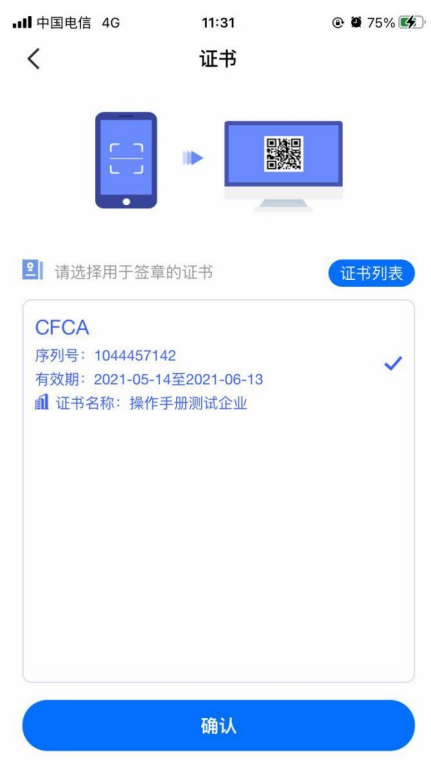 中国电信 4G 11:31 75%
证书
请选择用于签章的证书 证书列表
CFCA
序列号：1044457142
有效期：2021-05-14至2021-06-13
证书名称：操作手册测试企业
确认